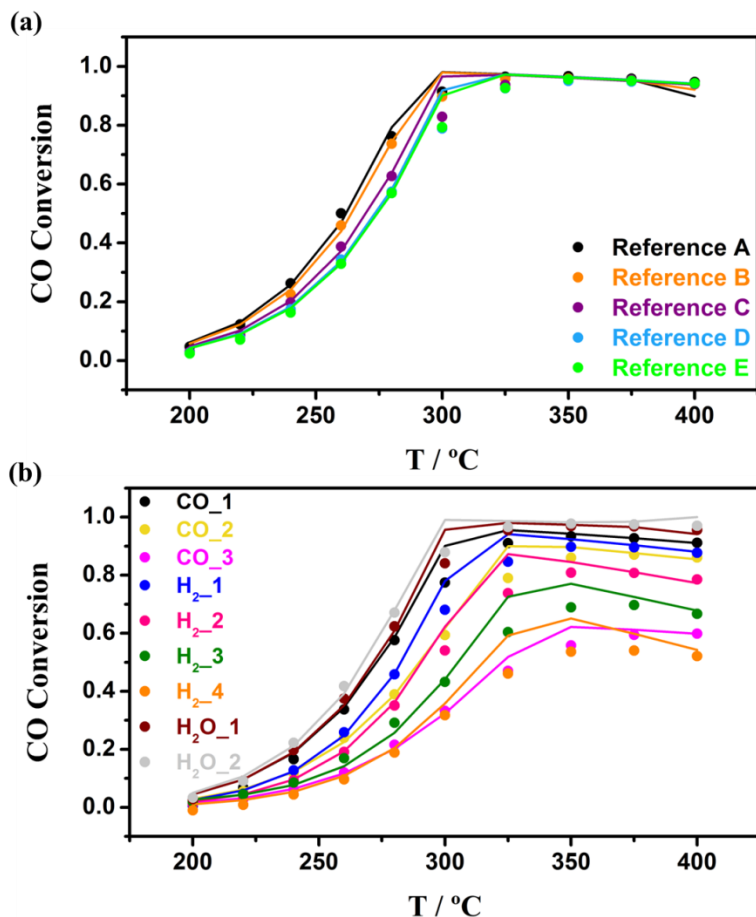 (a)
1.0
0.8
0.6
0.4
0.2
0.0
CO Conversion
Reference A
Reference B
Reference C
Reference D
Reference E
200 250 300 350 400
T / ºC
(b)
CO_1
CO_2
CO_3
H₂_1
H₂_2
H₂_3
H₂_4
H₂O_1
H₂O_2
1.0
0.8
0.6
0.4
0.2
0.0
CO Conversion
200 250 300 350 400
T / ºC